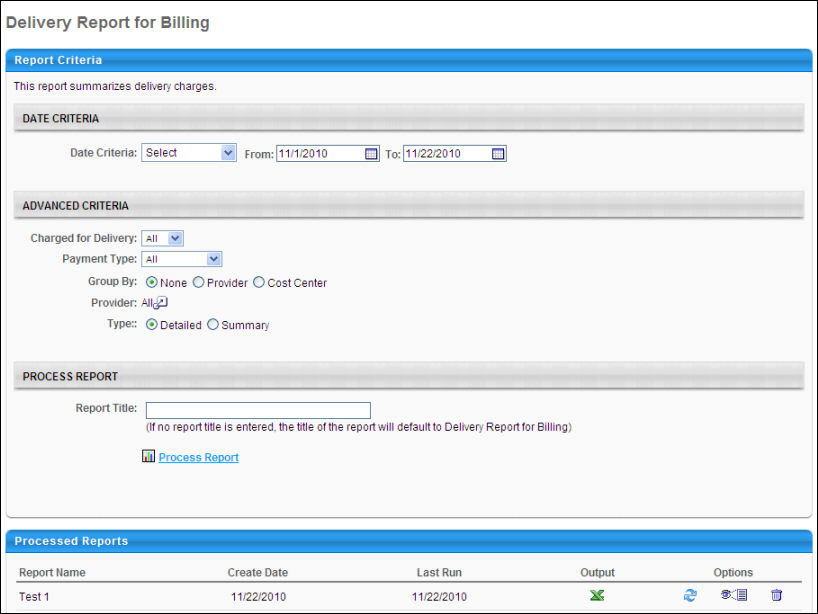 Delivery Report for Billing
Report Criteria
This report summarizes delivery charges.
DATE CRITERIA
Date Criteria: Select From: 11/1/2010 To: 11/22/2010
ADVANCED CRITERIA
Charged for Delivery: All
Payment Type: All
Group By: None Provider Cost Center
Provider: All
Type:: Detailed Summary
PROCESS REPORT
Report Title:
(If no report title is entered, the title of the report will default to Delivery Report for Billing)
Process Report
Processed Reports
Report Name Create Date Last Run Output Options
Test 1 11/22/2010 11/22/2010